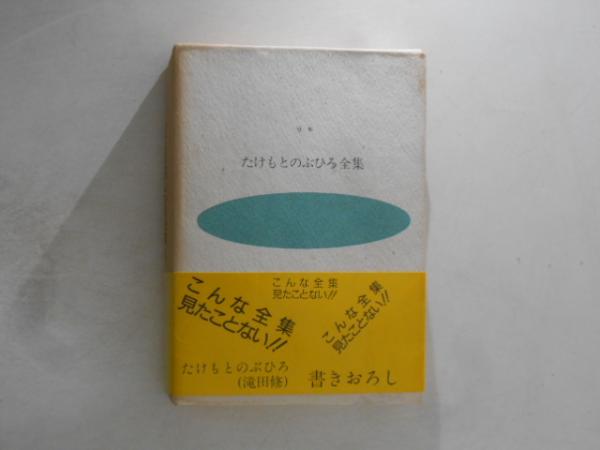 たけもとのぶひろ全集
こんな全集
見たことない!!
こんな全集
見たことない!!
こんな全集
見たことない!!
たけもとのぶひろ
(滝田修)
書きおろし